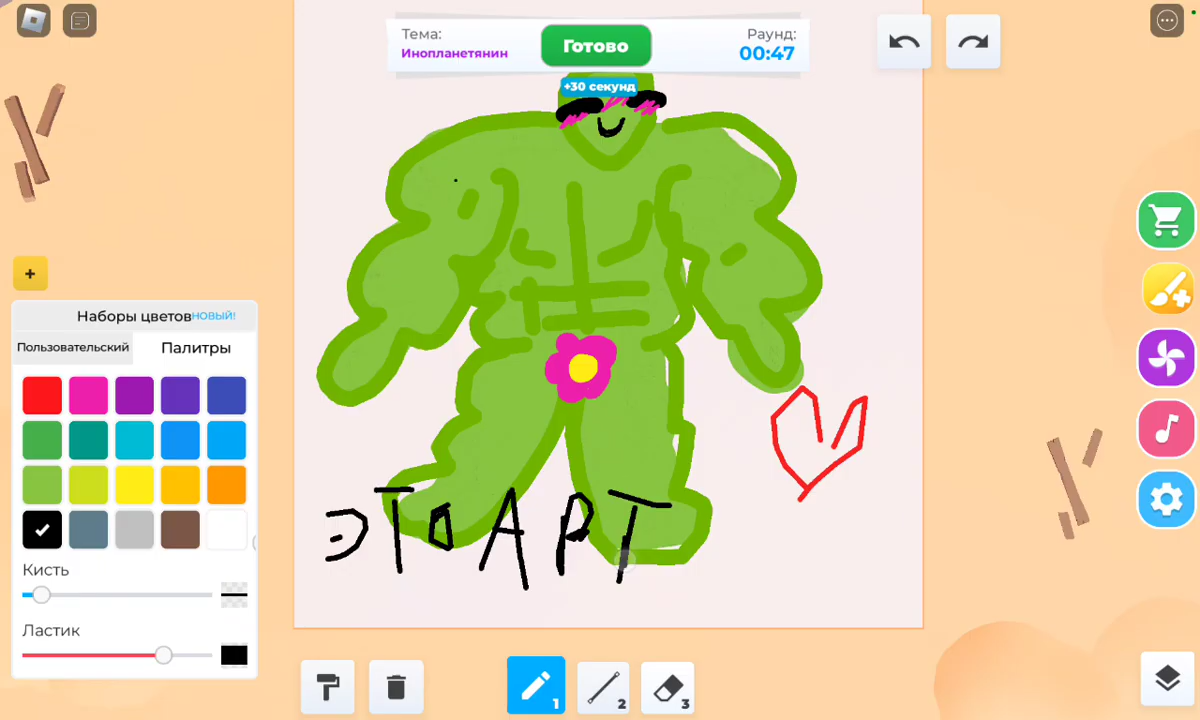 Тема:
Инопланетянин
Готово
Раунд:
00:47
+30 секунд
Наборы цветов НОВЫЙ!
Пользовательский
Палитры
ЭТО АРТ
Кисть
Ластик
1
2
3